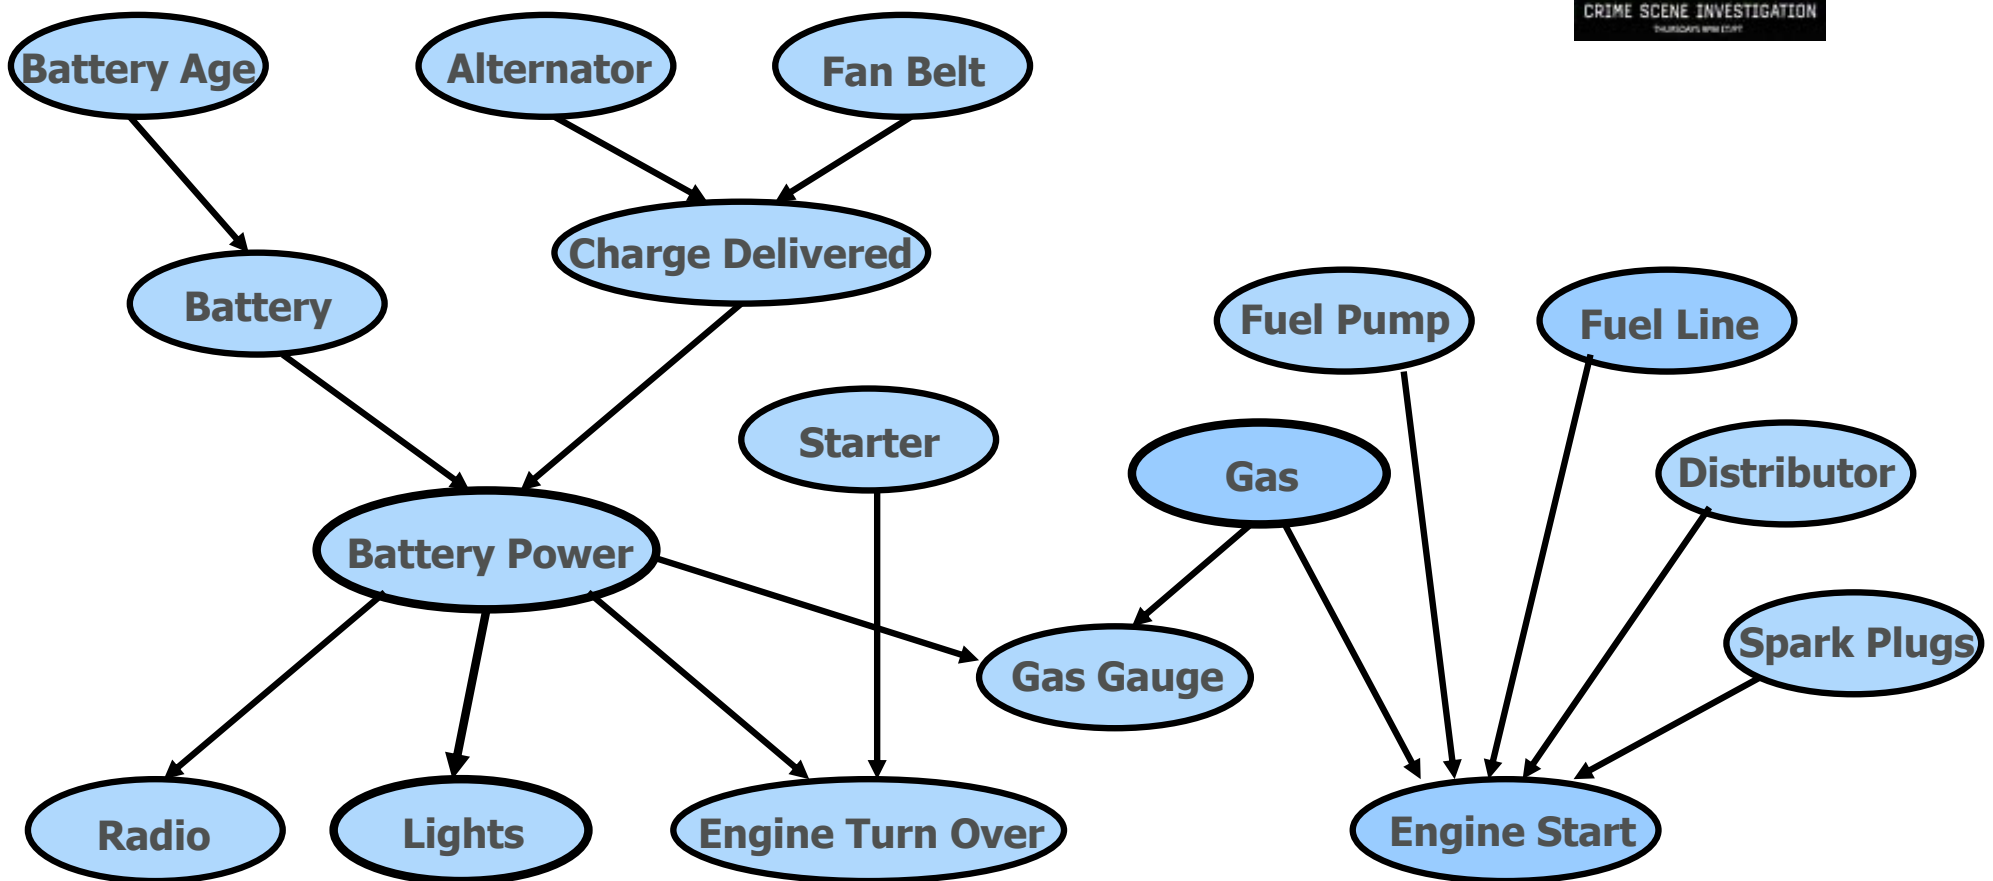 CRIME SCENE INVESTIGATION
Battery Age
Alternator
Fan Belt
Charge Delivered
Battery
Fuel Pump
Fuel Line
Starter
Gas
Distributor
Battery Power
Spark Plugs
Gas Gauge
Radio
Lights
Engine Turn Over
Engine Start